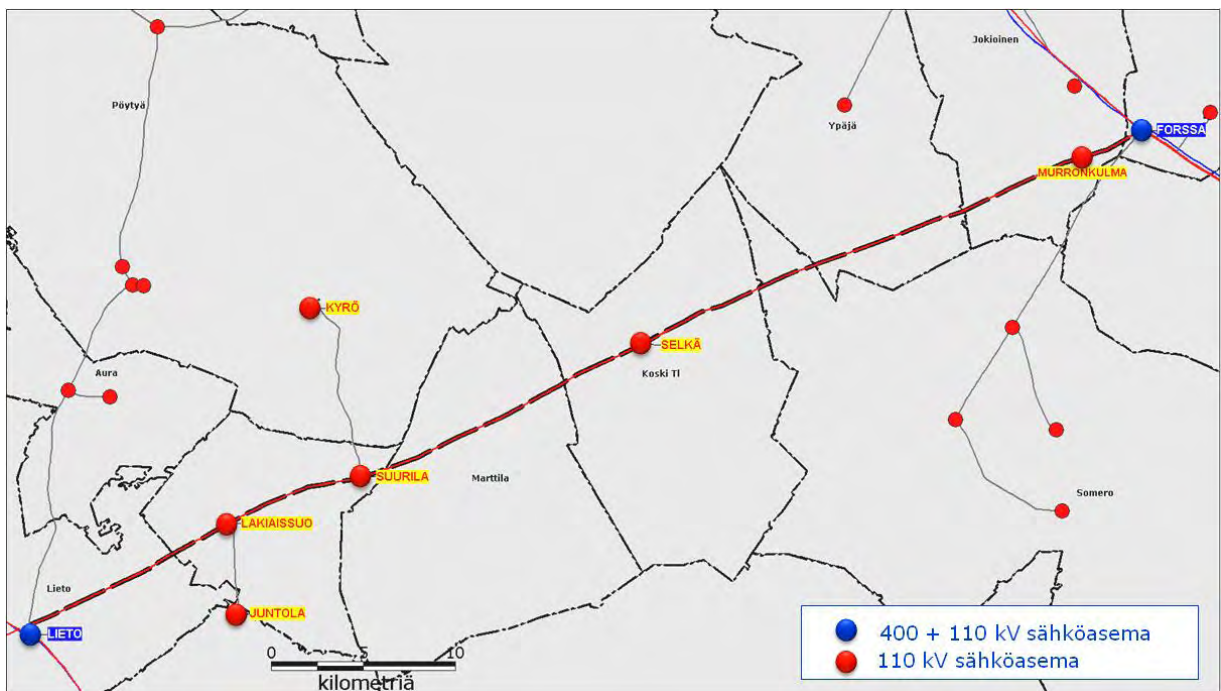 Jokioinen
Pöytyä
Ypäjä
FORSSA
MURRONKULMA
KYRÖ
SELKÄ
Aura
Koski Tl
SUURILA
Marttila
Somero
LAKIAISSUO
Lieto
JUNTOLA
LIETO
0 5 10
kilometriä
400 + 110 kV sähköasema
110 kV sähköasema